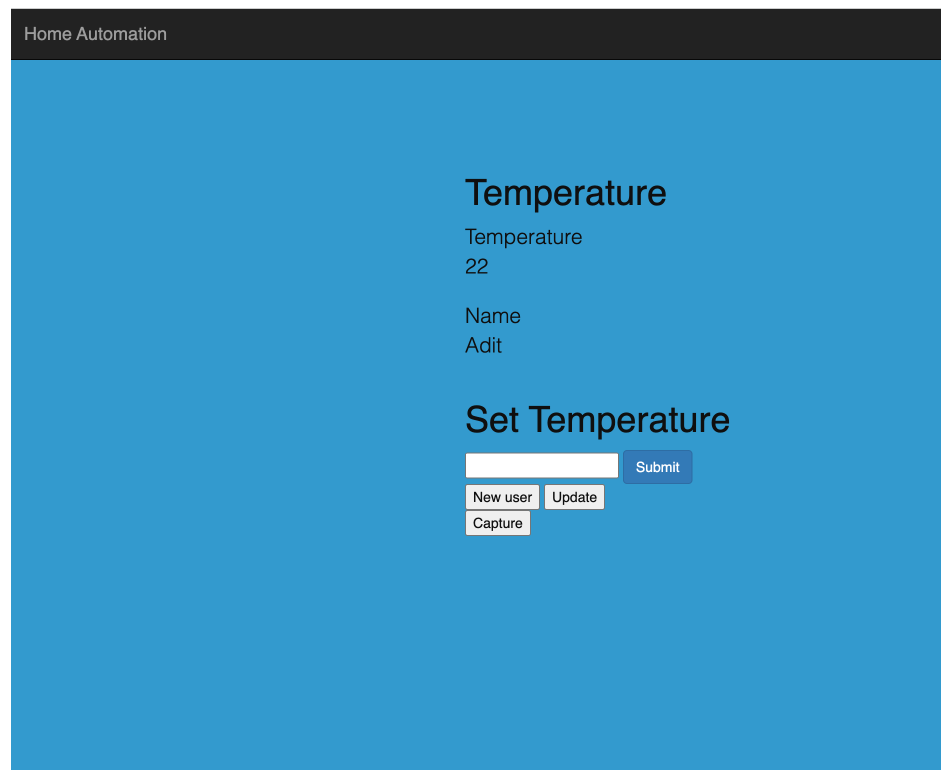 Home Automation
Temperature
Temperature
22
Name
Adit
Set Temperature
Submit
New user Update
Capture